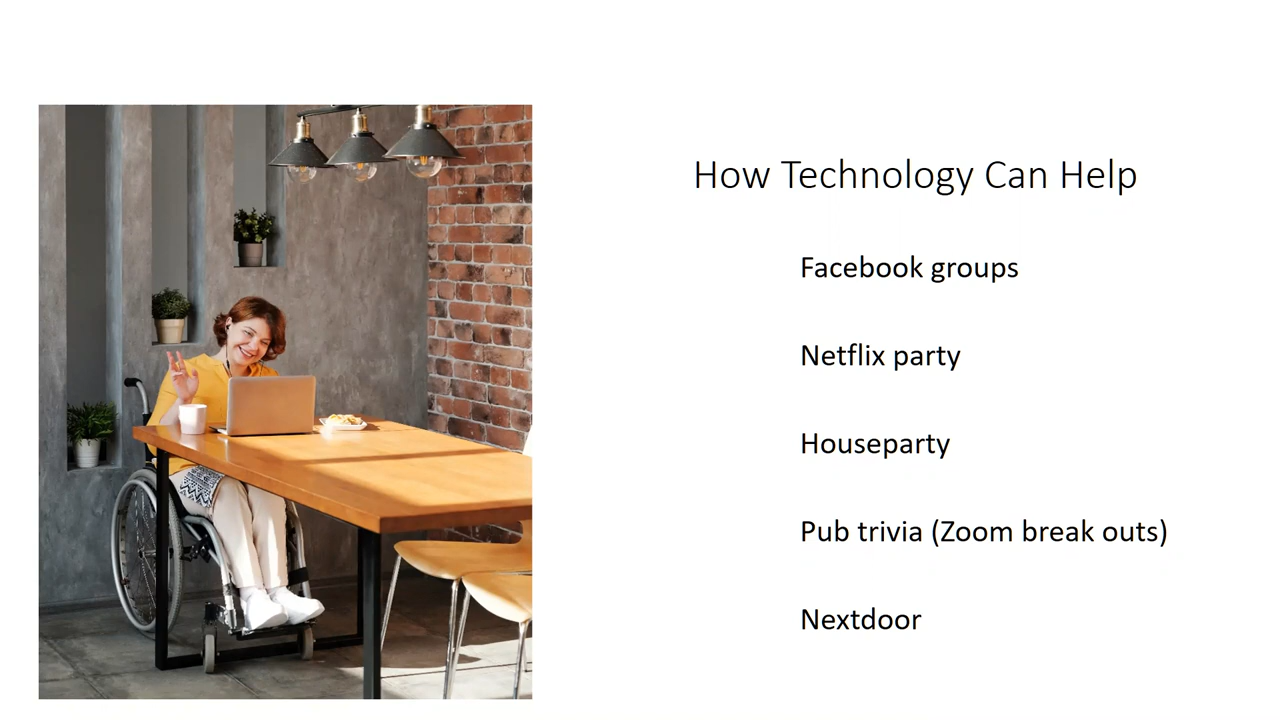 How Technology Can Help
Facebook groups
Netflix party
Houseparty
Pub trivia (Zoom break outs)
Nextdoor